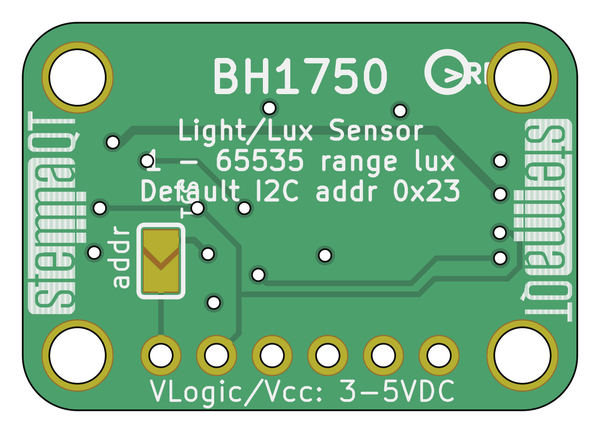 BH1750
Light/Lux Sensor
1 - 65535 range lux
Default I2C addr 0x23
stemmaQT
addr
stemmaQT
VLogic/Vcc: 3-5VDC